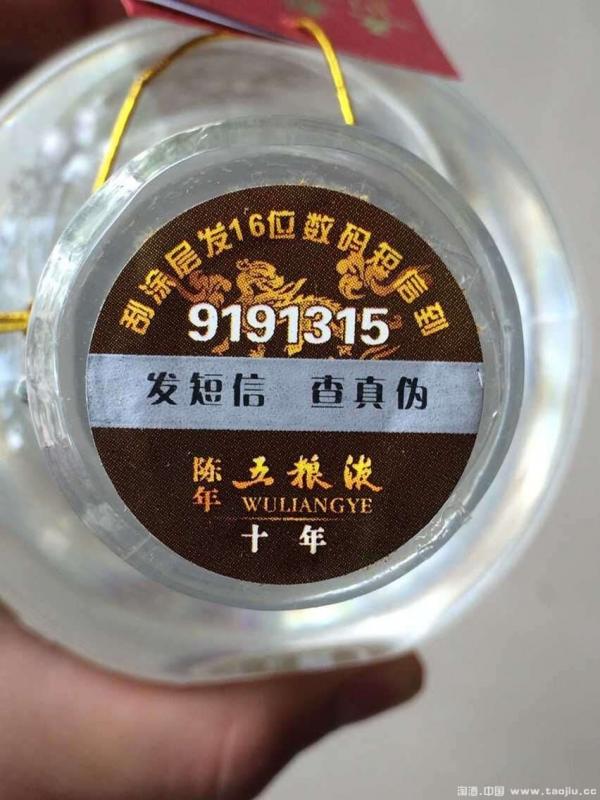 刮涂层发16位数码短信到
9191315
发短信 查真伪
陈年 五粮液
WULIANGYE
十年
淘酒.中国 www.taojiu.cc